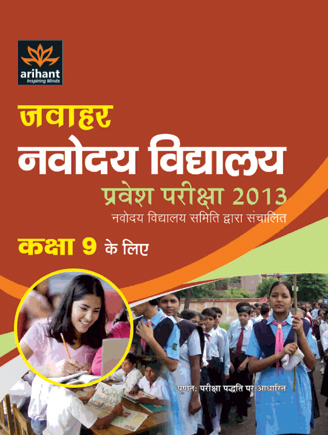 arihant
Inspiring Minds
जवाहर
नवोदय विद्यालय
प्रवेश परीक्षा 2013
नवोदय विद्यालय समिति द्वारा संचालित
कक्षा 9 के लिए
पूर्णत: परीक्षा पद्धति पर आधारित